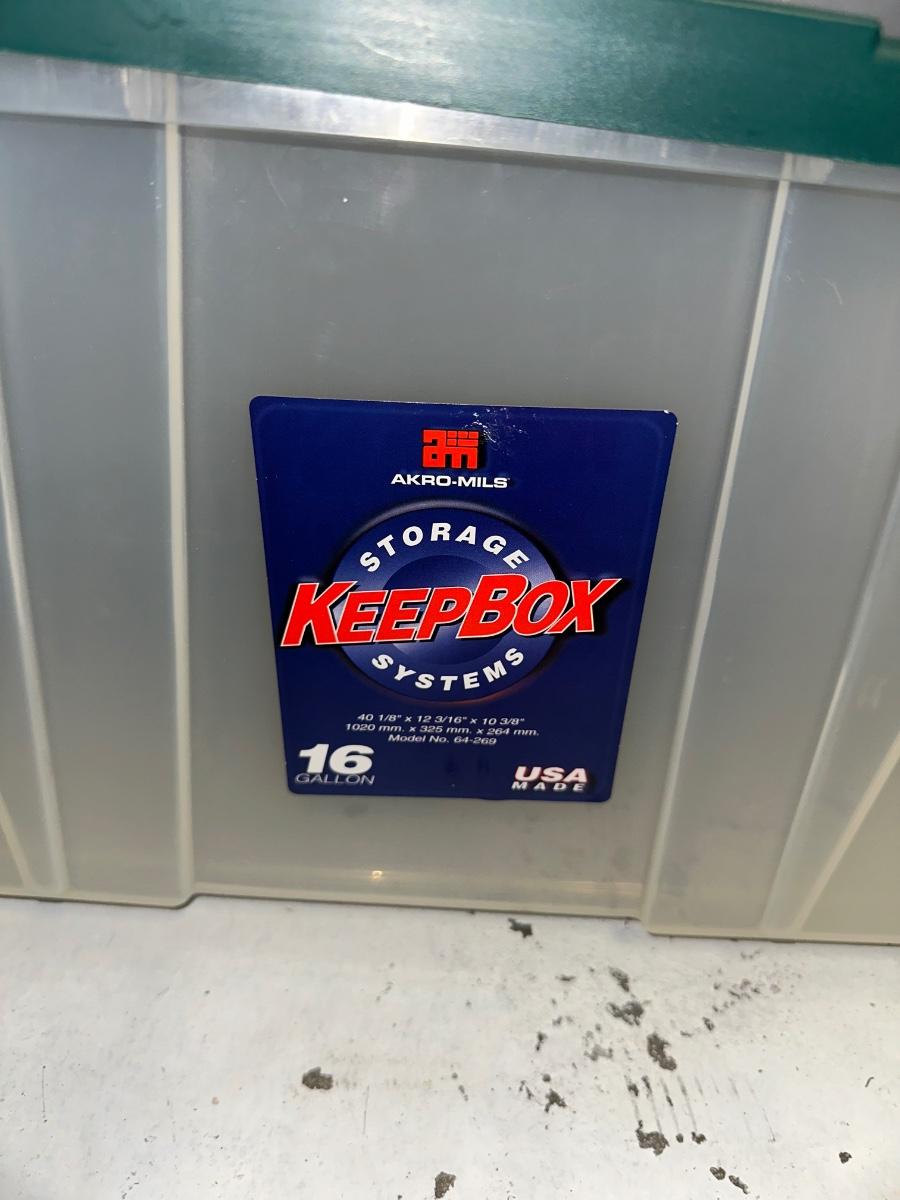 am
AKRO-MILS
STORAGE
KEEPBOX
SYSTEMS
40 1/8" x 12 3/16" x 10 3/8"
1020 mm. x 325 mm. x 264 mm.
Model No. 64-269
16
GALLON
USA
MADE